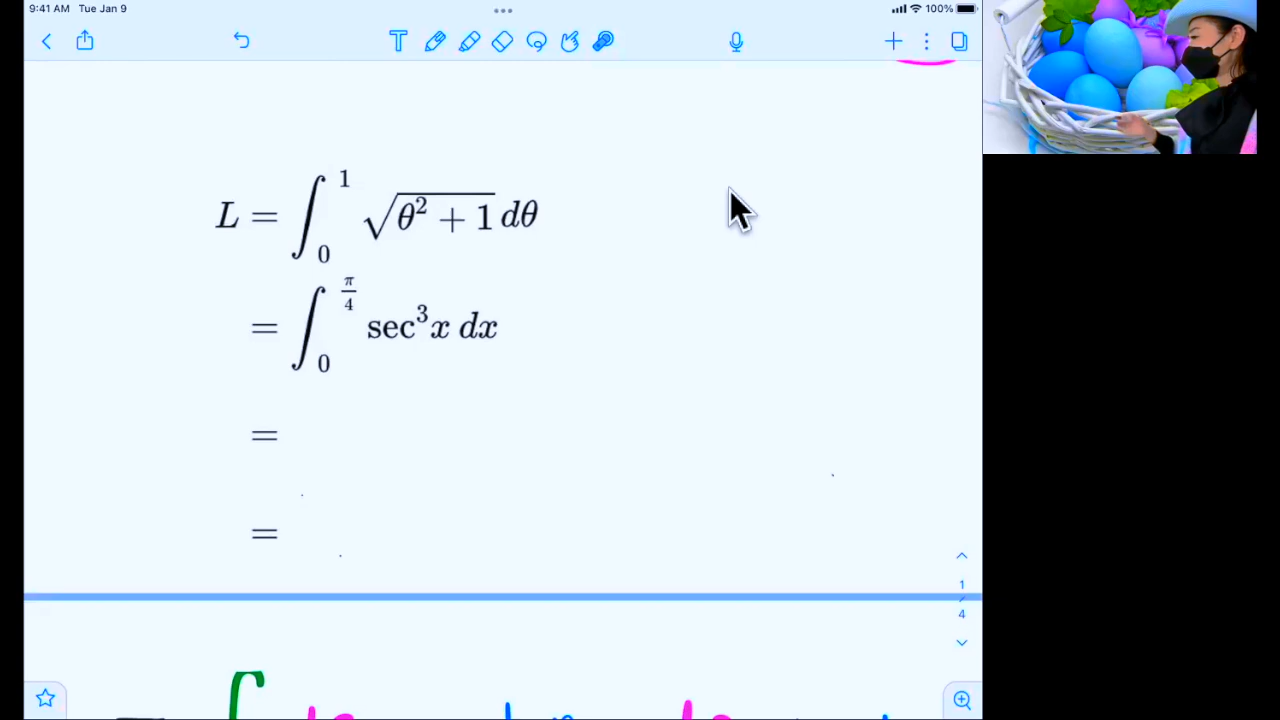 9:41 AM Tue Jan 9
100%
L = ∫₀¹ √(θ² + 1) dθ
= ∫₀^(π/4) sec³x dx
=
=
1
/
4